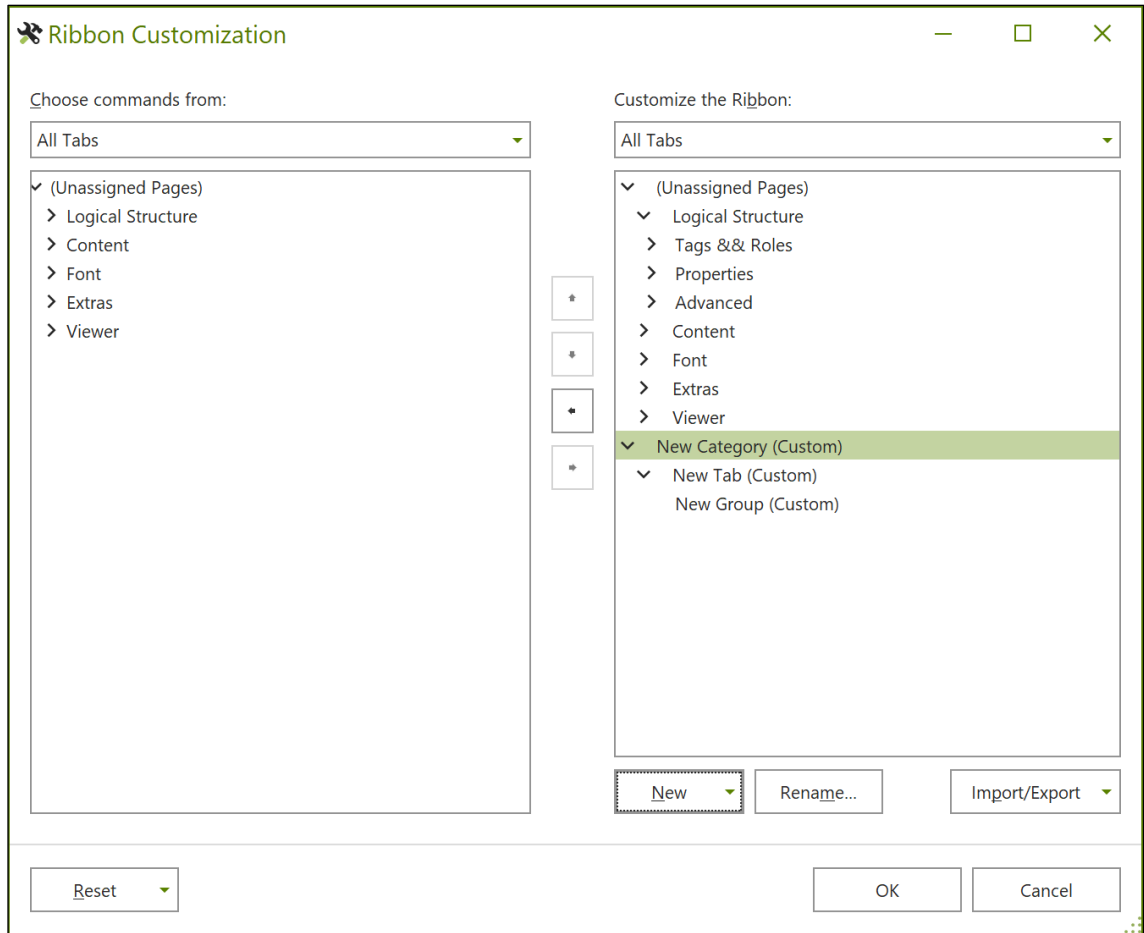 Ribbon Customization
Choose commands from:
All Tabs
(Unassigned Pages)
Logical Structure
Content
Font
Extras
Viewer
Customize the Ribbon:
All Tabs
(Unassigned Pages)
Logical Structure
Tags && Roles
Properties
Advanced
Content
Font
Extras
Viewer
New Category (Custom)
New Tab (Custom)
New Group (Custom)
New
Rename...
Import/Export
Reset
OK
Cancel